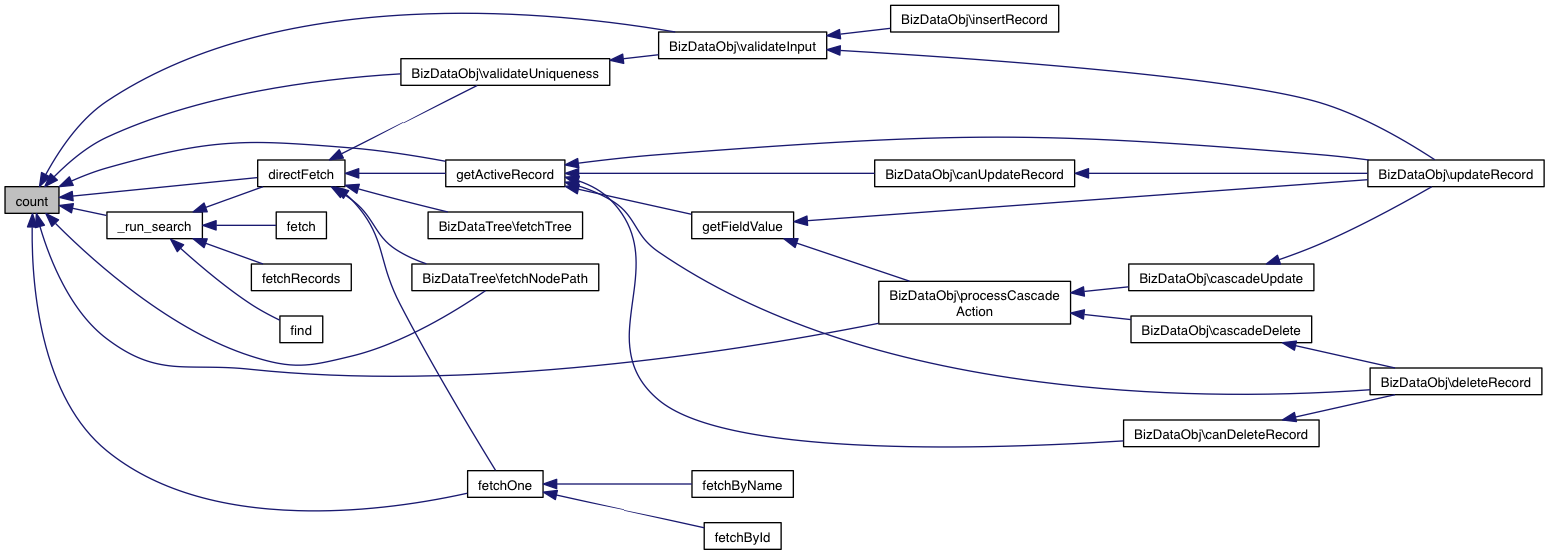 BizDataObj\insertRecord
BizDataObj\validateInput
BizDataObj\validateUniqueness
directFetch
getActiveRecord
BizDataObj\canUpdateRecord
BizDataObj\updateRecord
count
_run_search
fetch
BizDataTree\fetchTree
getFieldValue
fetchRecords
BizDataTree\fetchNodePath
BizDataObj\cascadeUpdate
BizDataObj\processCascade
Action
find
BizDataObj\cascadeDelete
BizDataObj\deleteRecord
BizDataObj\canDeleteRecord
fetchOne
fetchByName
fetchById